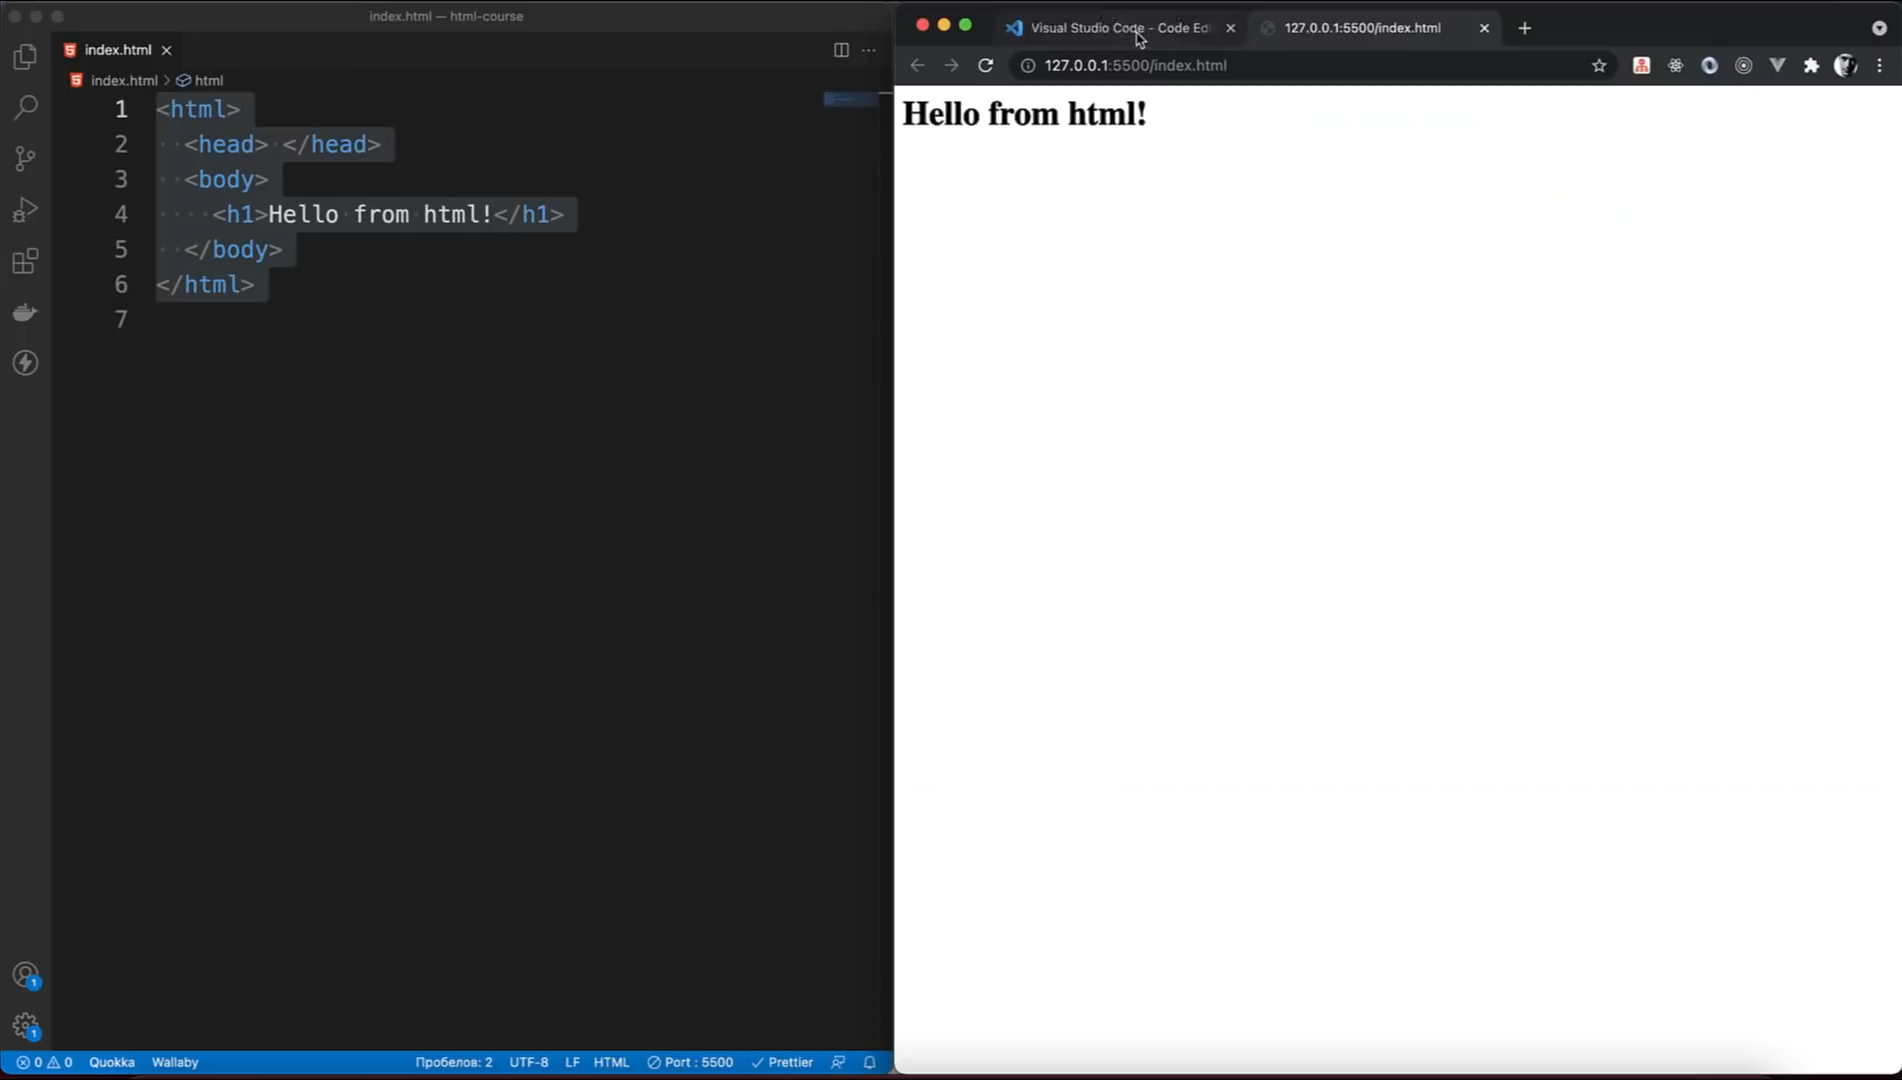 index.html — html-course
index.html
index.html > html
1 <html>
2 <head> </head>
3 <body>
4 <h1>Hello from html!</h1>
5 </body>
6 </html>
7
1
1
0 0 Quokka Wallaby Пробелов: 2 UTF-8 LF HTML Port : 5500 Prettier
Visual Studio Code - Code Edi 127.0.0.1:5500/index.html
127.0.0.1:5500/index.html
Hello from html!